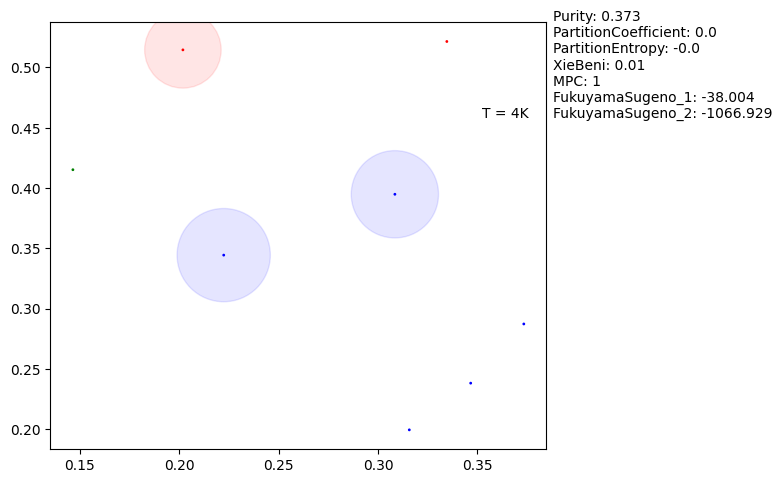 Purity: 0.373
PartitionCoefficient: 0.0
PartitionEntropy: -0.0
XieBeni: 0.01
MPC: 1
FukuyamaSugeno_1: -38.004
FukuyamaSugeno_2: -1066.929
T = 4K
0.50
0.45
0.40
0.35
0.30
0.25
0.20
0.15 0.20 0.25 0.30 0.35